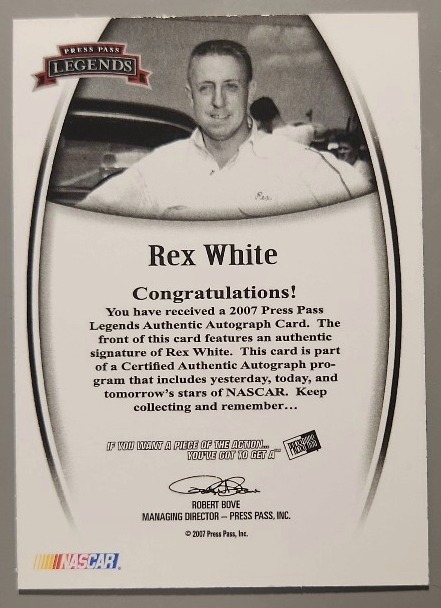 PRESS PASS
LEGENDS
Rex
Rex White
Congratulations!
You have received a 2007 Press Pass
Legends Authentic Autograph Card. The
front of this card features an authentic
signature of Rex White. This card is part
of a Certified Authentic Autograph pro-
gram that includes yesterday, today, and
tomorrow's stars of NASCAR. Keep
collecting and remember...
IF YOU WANT A PIECE OF THE ACTION...
YOU'VE GOT TO GET A
ROBERT BOVE
MANAGING DIRECTOR – PRESS PASS, INC.
© 2007 Press Pass, Inc.
NASCAR